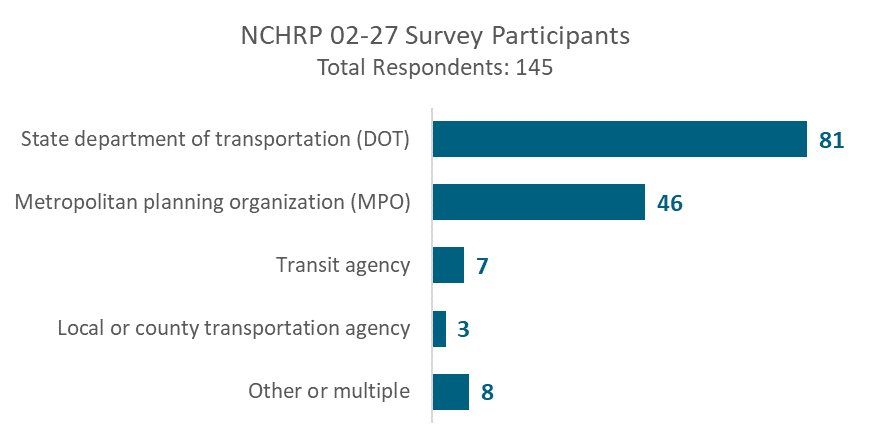 NCHRP 02-27 Survey Participants
Total Respondents: 145
State department of transportation (DOT) 81
Metropolitan planning organization (MPO) 46
Transit agency 7
Local or county transportation agency 3
Other or multiple 8